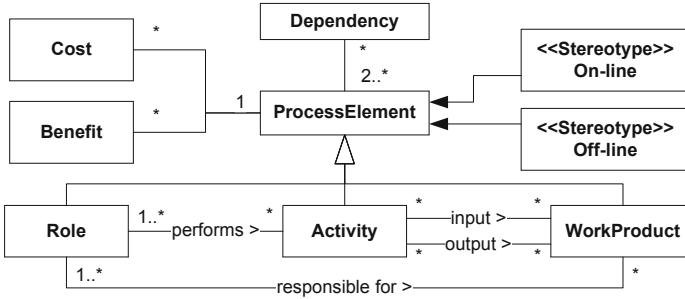 Dependency
Cost
*
*
<<Stereotype>>
On-line
2..*
1
ProcessElement
Benefit
*
<<Stereotype>>
Off-line
1..*
*
*
*
Role
performs >
Activity
input >
WorkProduct
output >
*
*
1..*
responsible for >
*